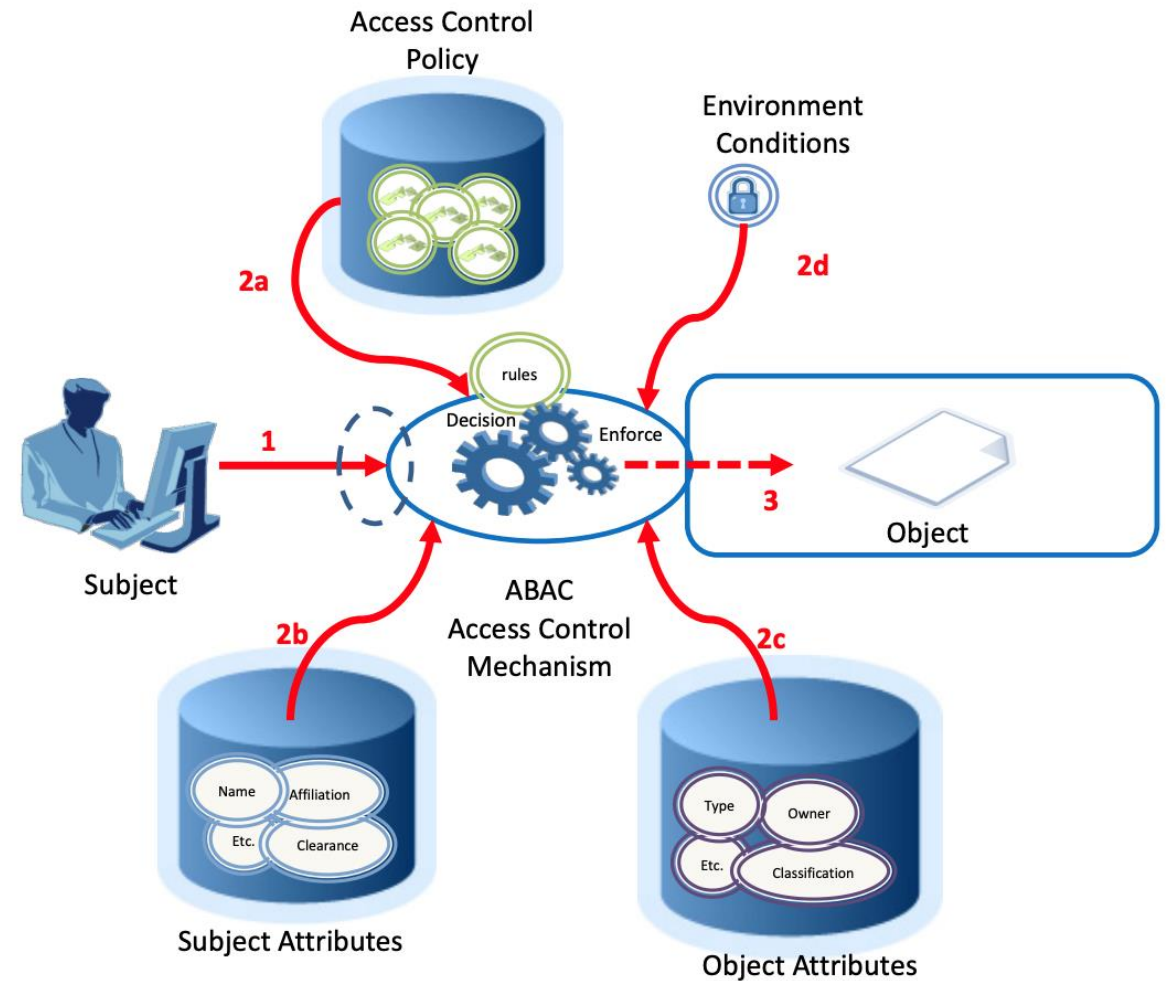 Access Control
Policy
Environment
Conditions
2a
2d
rules
Decision
Enforce
1
3
Object
Subject
ABAC
Access Control
Mechanism
2b
2c
Name
Affiliation
Etc.
Clearance
Type
Owner
Etc.
Classification
Subject Attributes
Object Attributes